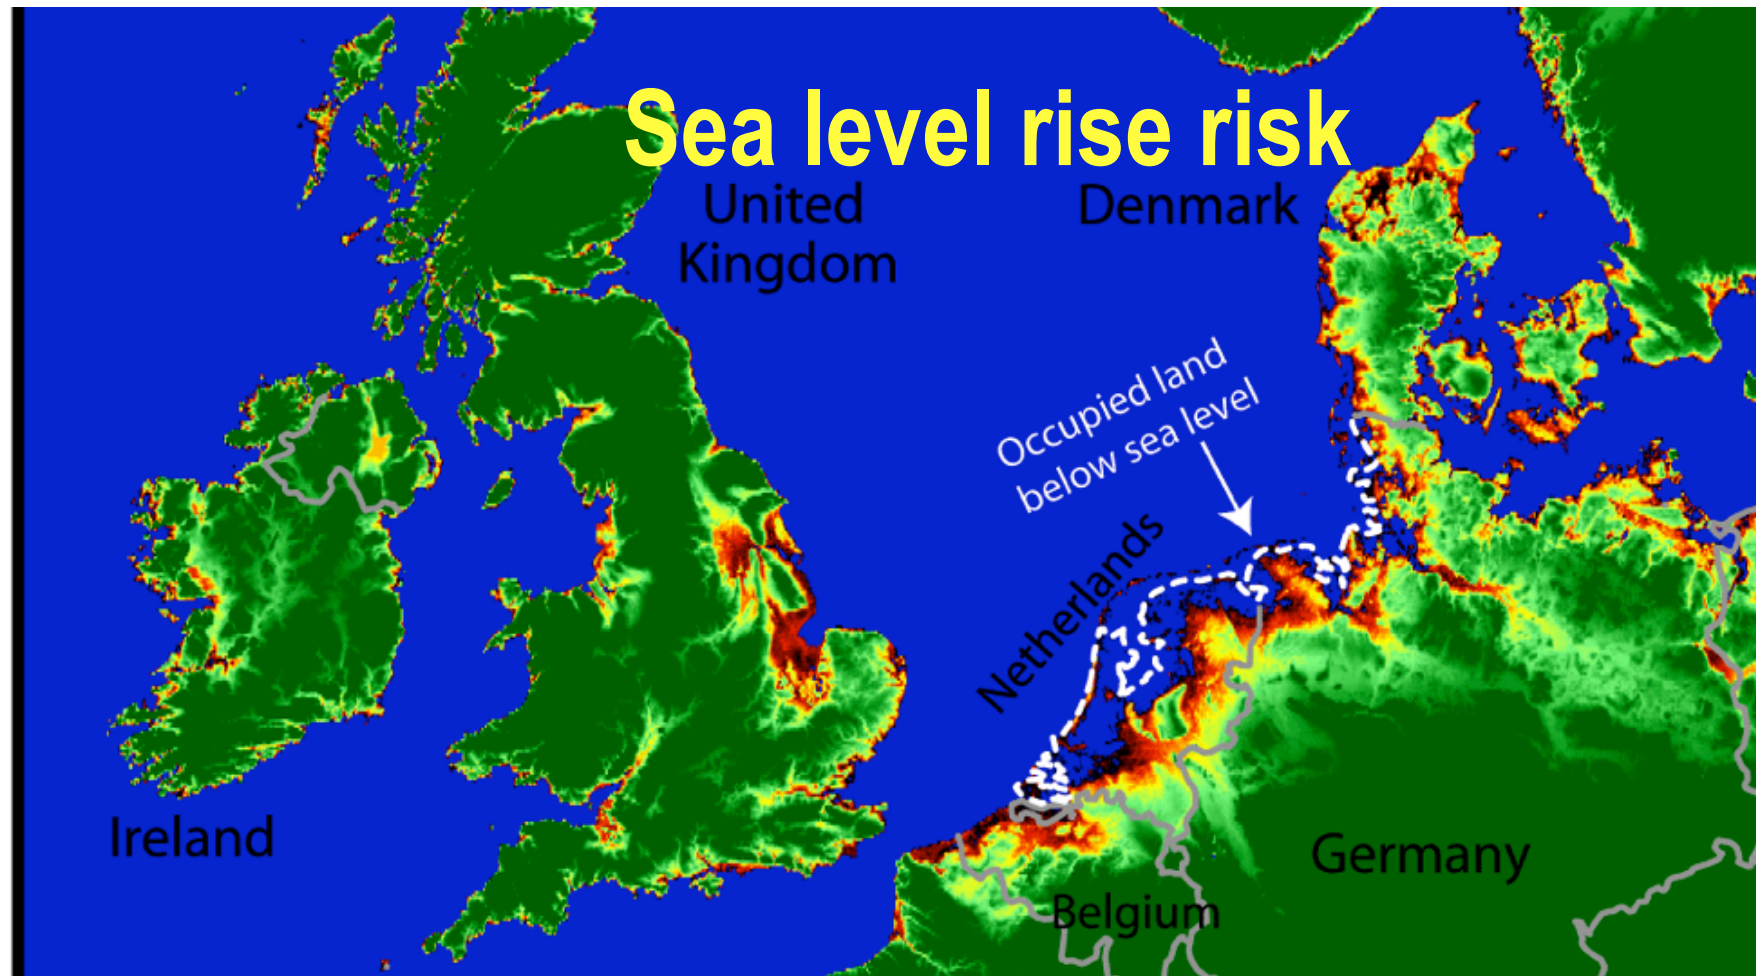 Sea level rise risk
United
Kingdom
Denmark
Occupied land
below sea level
Netherlands
Ireland
Germany
Belgium